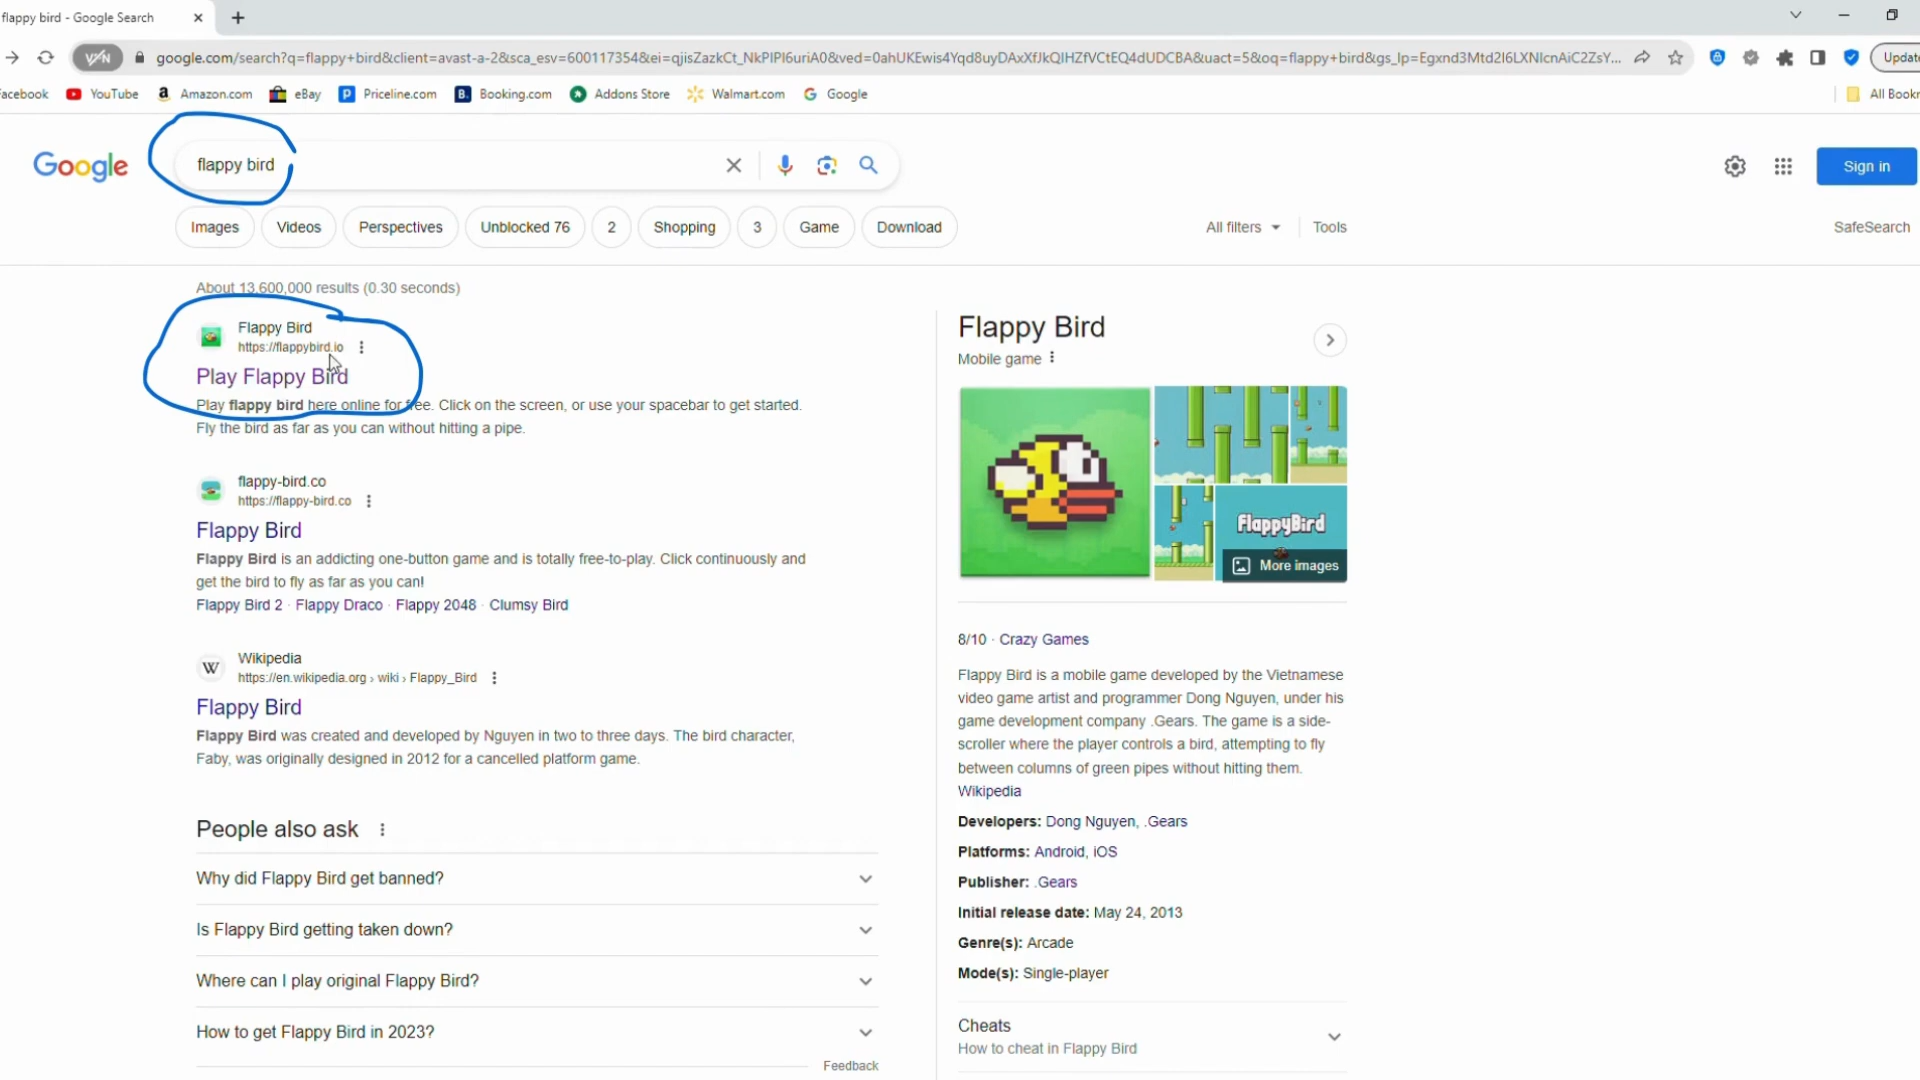 flappy bird - Google Search
VPN
google.com/search?q=flappy+bird&client=avast-a-2&sca_esv=600117354&ei=qjisZazkCt_NkPIPI6uriA0&ved=0ahUKEwis4Yqd8uyDAxXfJkQIHZfVCtEQ4dUDCBA&uact=5&oq=flappy+bird&gs_lp=Egxnd3Mtd2l6LXNlcnAiC2ZsY...
Update
acebook YouTube Amazon.com eBay Priceline.com Booking.com Addons Store Walmart.com Google All Bookr
Google
flappy bird
Sign in
Images Videos Perspectives Unblocked 76 2 Shopping 3 Game Download All filters Tools SafeSearch
About 13,600,000 results (0.30 seconds)
Flappy Bird
https://flappybird.io
Play Flappy Bird
Play flappy bird here online for free. Click on the screen, or use your spacebar to get started.
Fly the bird as far as you can without hitting a pipe.
flappy-bird.co
https://flappy-bird.co
Flappy Bird
Flappy Bird is an addicting one-button game and is totally free-to-play. Click continuously and
get the bird to fly as far as you can!
Flappy Bird 2 · Flappy Draco · Flappy 2048 · Clumsy Bird
W
Wikipedia
https://en.wikipedia.org › wiki › Flappy_Bird
Flappy Bird
Flappy Bird was created and developed by Nguyen in two to three days. The bird character,
Faby, was originally designed in 2012 for a cancelled platform game.
People also ask
Why did Flappy Bird get banned?
Is Flappy Bird getting taken down?
Where can I play original Flappy Bird?
How to get Flappy Bird in 2023?
Feedback
Flappy Bird
Mobile game
FlappyBird
More images
8/10 · Crazy Games
Flappy Bird is a mobile game developed by the Vietnamese
video game artist and programmer Dong Nguyen, under his
game development company .Gears. The game is a side-
scroller where the player controls a bird, attempting to fly
between columns of green pipes without hitting them.
Wikipedia
Developers: Dong Nguyen, .Gears
Platforms: Android, iOS
Publisher: .Gears
Initial release date: May 24, 2013
Genre(s): Arcade
Mode(s): Single-player
Cheats
How to cheat in Flappy Bird